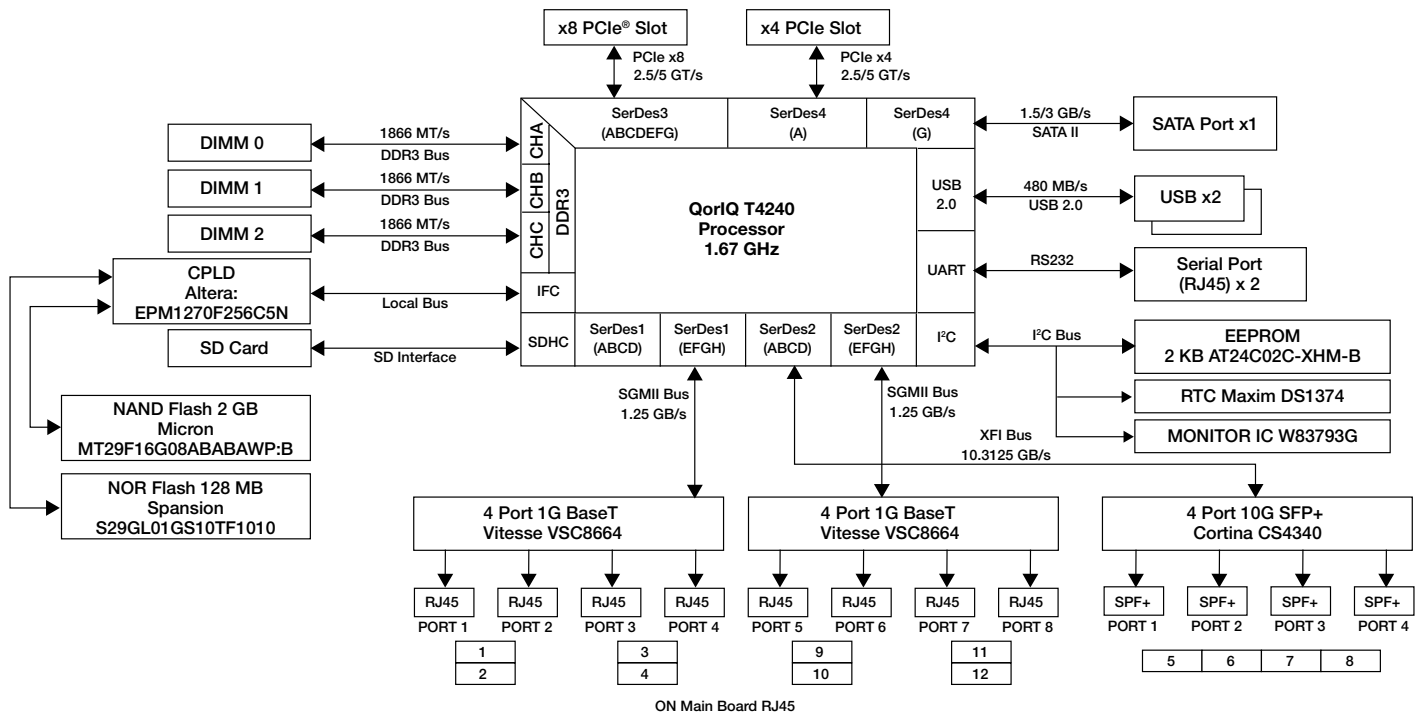 x8 PCIe® Slot
x4 PCIe Slot
PCIe x8
2.5/5 GT/s
PCIe x4
2.5/5 GT/s
SerDes3
(ABCDEFG)
SerDes4
(A)
SerDes4
(G)
1.5/3 GB/s
SATA II
SATA Port x1
DIMM 0
1866 MT/s
DDR3 Bus
CHA
DIMM 1
1866 MT/s
DDR3 Bus
CHB
DIMM 2
1866 MT/s
DDR3 Bus
CHC
DDR3
QorIQ T4240
Processor
1.67 GHz
USB
2.0
480 MB/s
USB 2.0
USB x2
UART
RS232
Serial Port
(RJ45) x 2
CPLD
Altera:
EPM1270F256C5N
Local Bus
IFC
SD Card
SD Interface
SDHC
SerDes1
(ABCD)
SerDes1
(EFGH)
SerDes2
(ABCD)
SerDes2
(EFGH)
I²C
I²C Bus
EEPROM
2 KB AT24C02C-XHM-B
RTC Maxim DS1374
MONITOR IC W83793G
SGMII Bus
1.25 GB/s
SGMII Bus
1.25 GB/s
XFI Bus
10.3125 GB/s
NAND Flash 2 GB
Micron
MT29F16G08ABABAWP:B
NOR Flash 128 MB
Spansion
S29GL01GS10TF1010
4 Port 1G BaseT
Vitesse VSC8664
4 Port 1G BaseT
Vitesse VSC8664
4 Port 10G SFP+
Cortina CS4340
RJ45
RJ45
RJ45
RJ45
RJ45
RJ45
RJ45
RJ45
SPF+
SPF+
SPF+
SPF+
PORT 1
PORT 2
PORT 3
PORT 4
PORT 5
PORT 6
PORT 7
PORT 8
PORT 1
PORT 2
PORT 3
PORT 4
1
2
3
4
9
10
11
12
5
6
7
8
ON Main Board RJ45